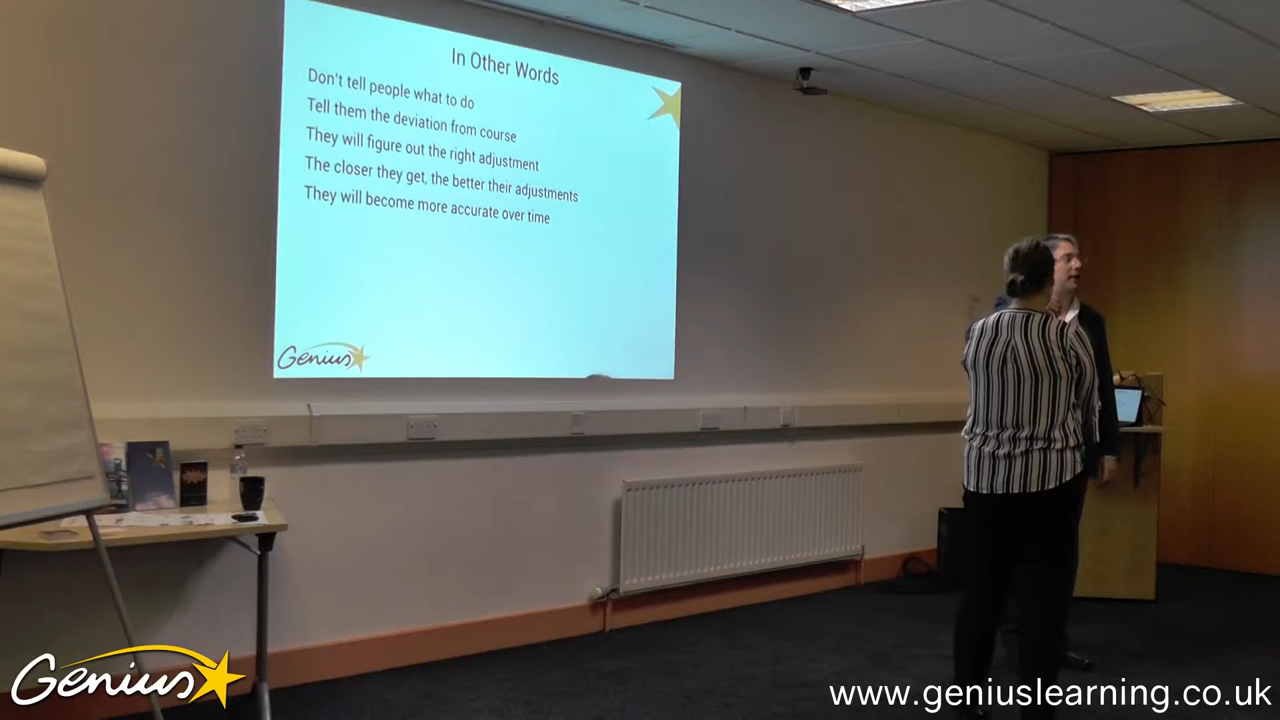 In Other Words
Don't tell people what to do
Tell them the deviation from course
They will figure out the right adjustment
The closer they get, the better their adjustments
They will become more accurate over time
Genius
Genius
www.geniuslearning.co.uk